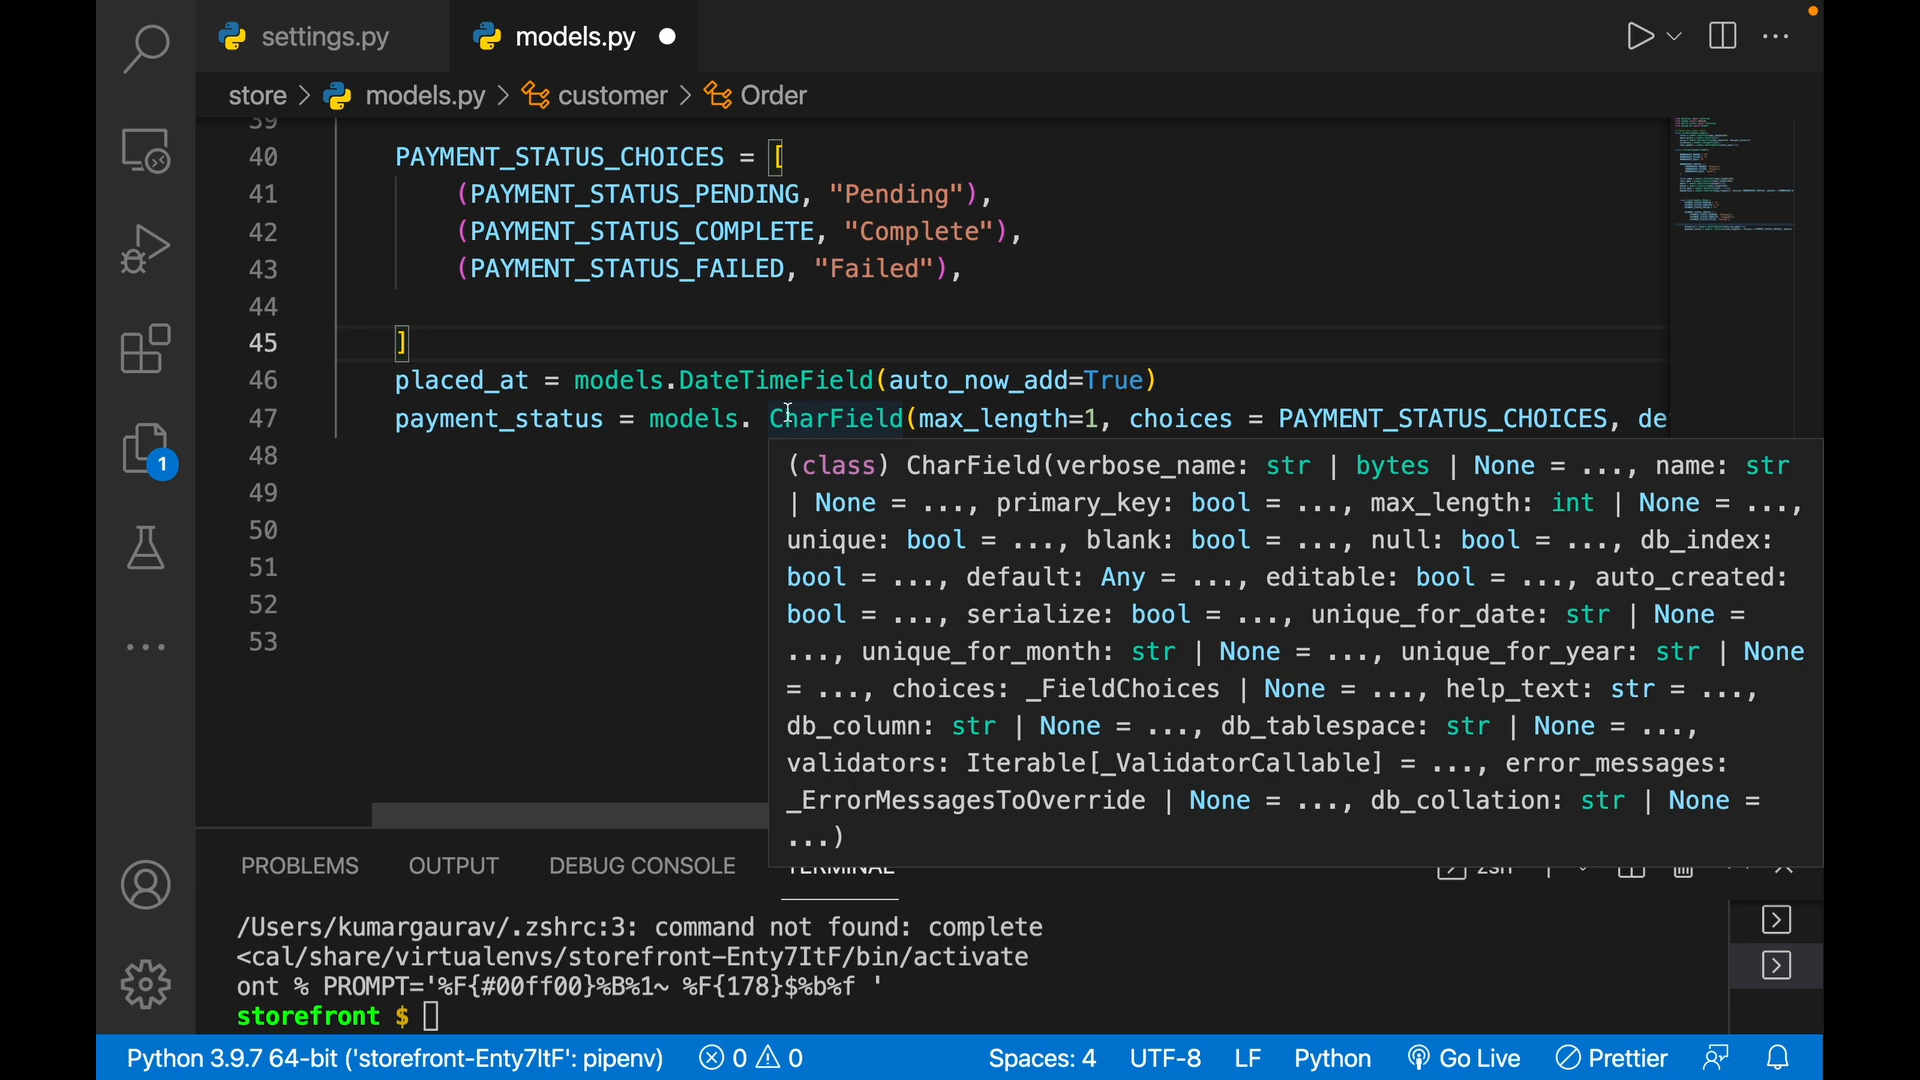 settings.py
models.py
store > models.py > customer > Order
39
40 PAYMENT_STATUS_CHOICES = [
41 (PAYMENT_STATUS_PENDING, "Pending"),
42 (PAYMENT_STATUS_COMPLETE, "Complete"),
43 (PAYMENT_STATUS_FAILED, "Failed"),
44
45 ]
46 placed_at = models.DateTimeField(auto_now_add=True)
47 payment_status = models. CharField(max_length=1, choices = PAYMENT_STATUS_CHOICES, de
48
49
50
51
52
53
(class) CharField(verbose_name: str | bytes | None = ..., name: str
| None = ..., primary_key: bool = ..., max_length: int | None = ...,
unique: bool = ..., blank: bool = ..., null: bool = ..., db_index:
bool = ..., default: Any = ..., editable: bool = ..., auto_created:
bool = ..., serialize: bool = ..., unique_for_date: str | None =
..., unique_for_month: str | None = ..., unique_for_year: str | None
= ..., choices: _FieldChoices | None = ..., help_text: str = ...,
db_column: str | None = ..., db_tablespace: str | None = ...,
validators: Iterable[_ValidatorCallable] = ..., error_messages:
_ErrorMessagesToOverride | None = ..., db_collation: str | None =
...)
1
PROBLEMS OUTPUT DEBUG CONSOLE TERMINAL zsh
/Users/kumargaurav/.zshrc:3: command not found: complete
<cal/share/virtualenvs/storefront-Enty7ItF/bin/activate
ont % PROMPT='%F{#00ff00}%B%1~ %F{178}$%b%f '
storefront $
Python 3.9.7 64-bit ('storefront-Enty7ItF': pipenv) 0 0 Spaces: 4 UTF-8 LF Python Go Live Prettier